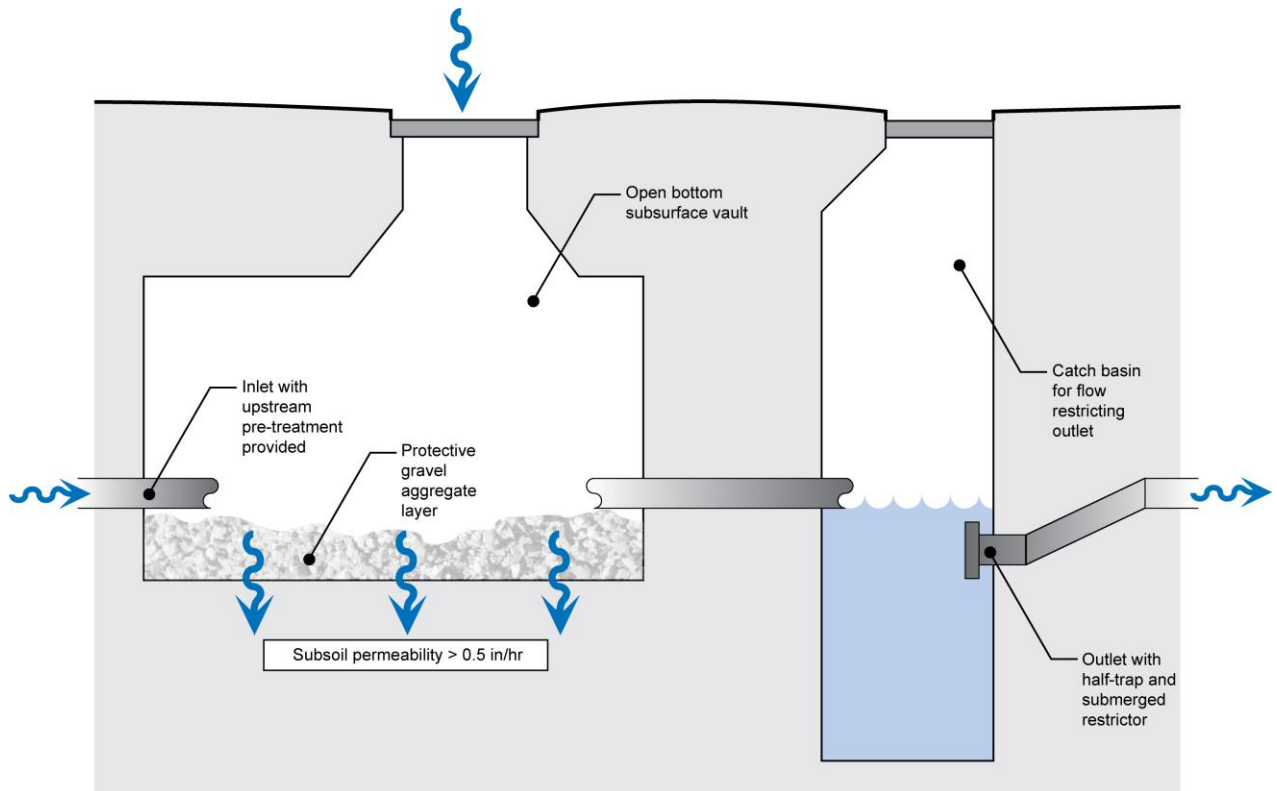 Open bottom
subsurface vault
Inlet with
upstream
pre-treatment
provided
Protective
gravel
aggregate
layer
Catch basin
for flow
restricting
outlet
Subsoil permeability > 0.5 in/hr
Outlet with
half-trap and
submerged
restrictor